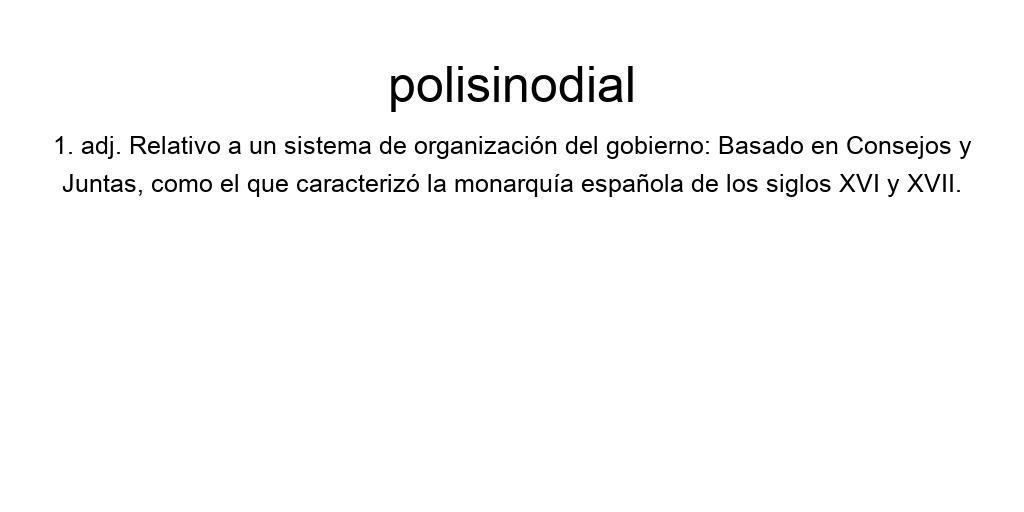 polisinodial
1. adj. Relativo a un sistema de organización del gobierno: Basado en Consejos y
Juntas, como el que caracterizó la monarquía española de los siglos XVI y XVII.